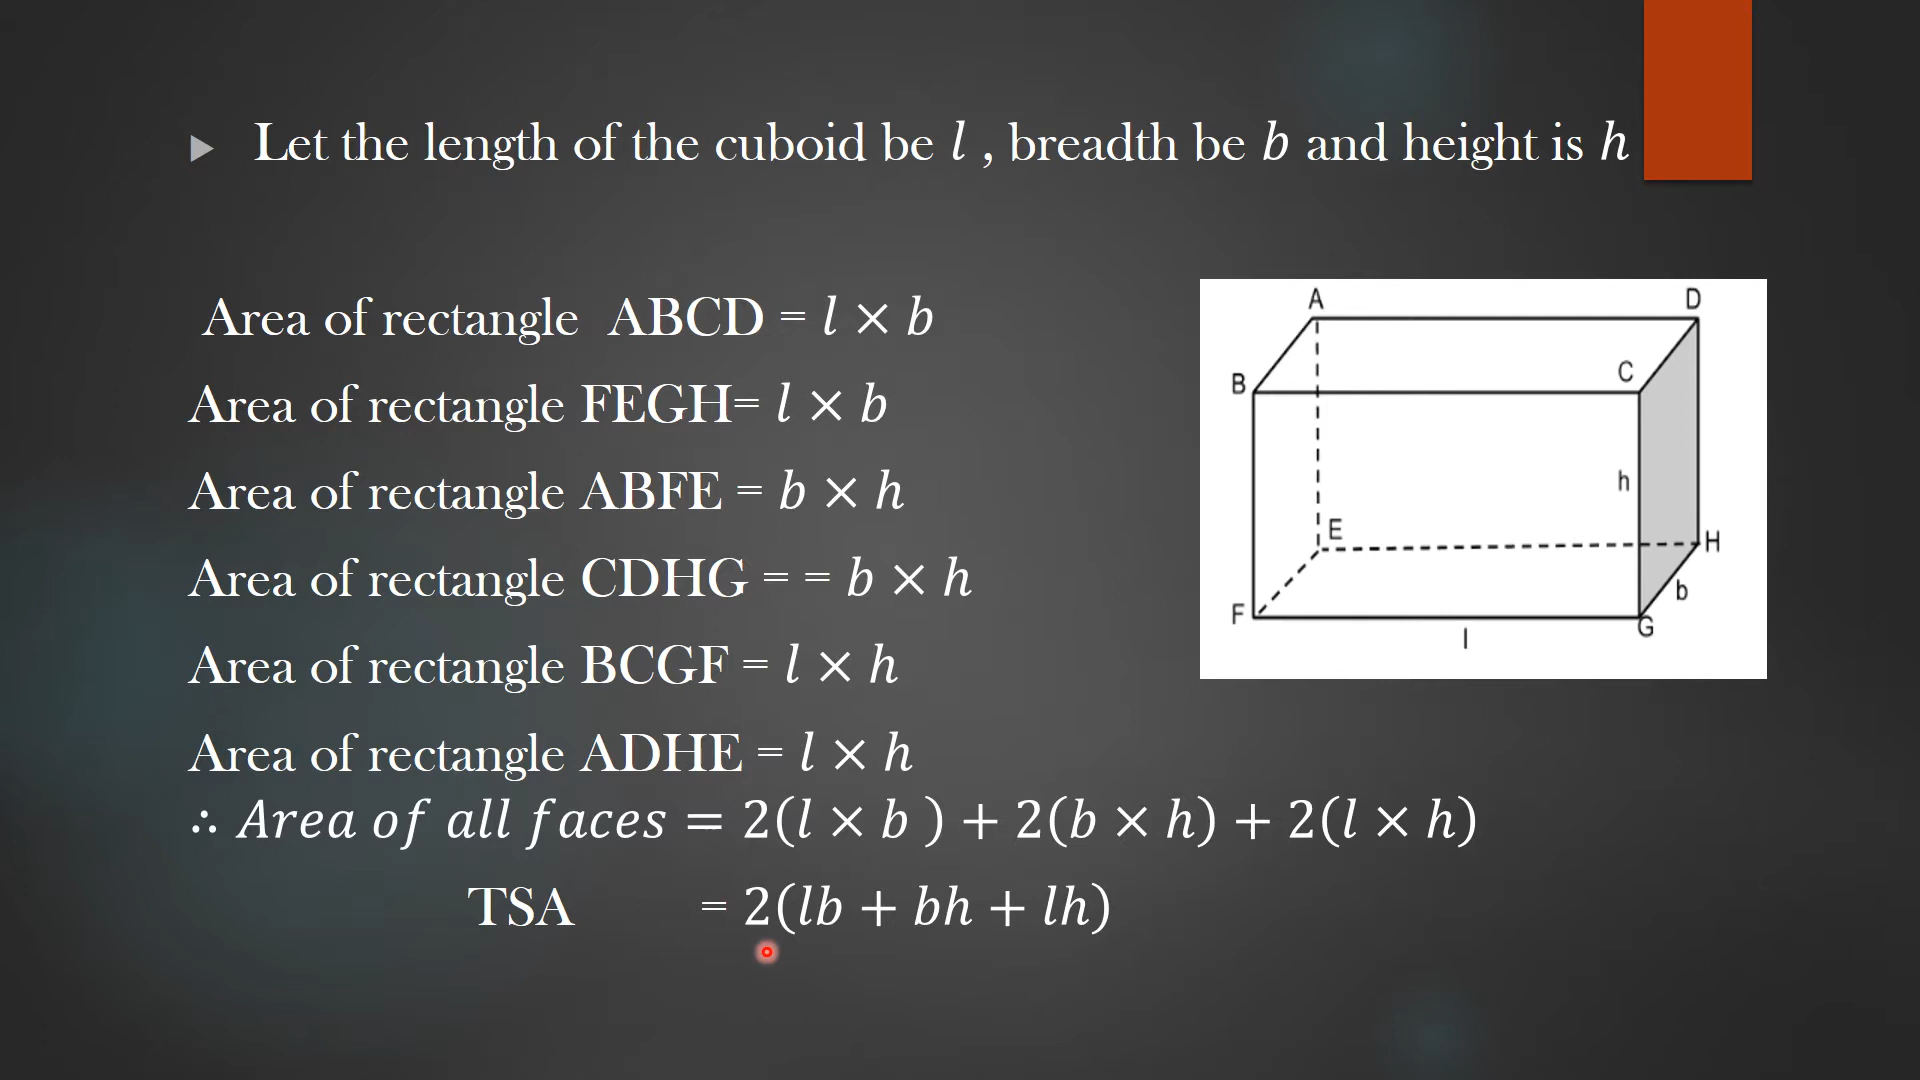 Let the length of the cuboid be 𝑙 , breadth be 𝑏 and height is ℎ
Area of rectangle ABCD = 𝑙 × 𝑏
Area of rectangle FEGH= 𝑙 × 𝑏
Area of rectangle ABFE = 𝑏 × ℎ
Area of rectangle CDHG = = 𝑏 × ℎ
Area of rectangle BCGF = 𝑙 × ℎ
Area of rectangle ADHE = 𝑙 × ℎ
∴ 𝐴𝑟𝑒𝑎 𝑜𝑓 𝑎𝑙𝑙 𝑓𝑎𝑐𝑒𝑠 = 2(𝑙 × 𝑏 ) + 2(𝑏 × ℎ) + 2(𝑙 × ℎ)
TSA = 2(𝑙𝑏 + 𝑏ℎ + 𝑙ℎ)
A D
B C
h
E H
b
F G
l